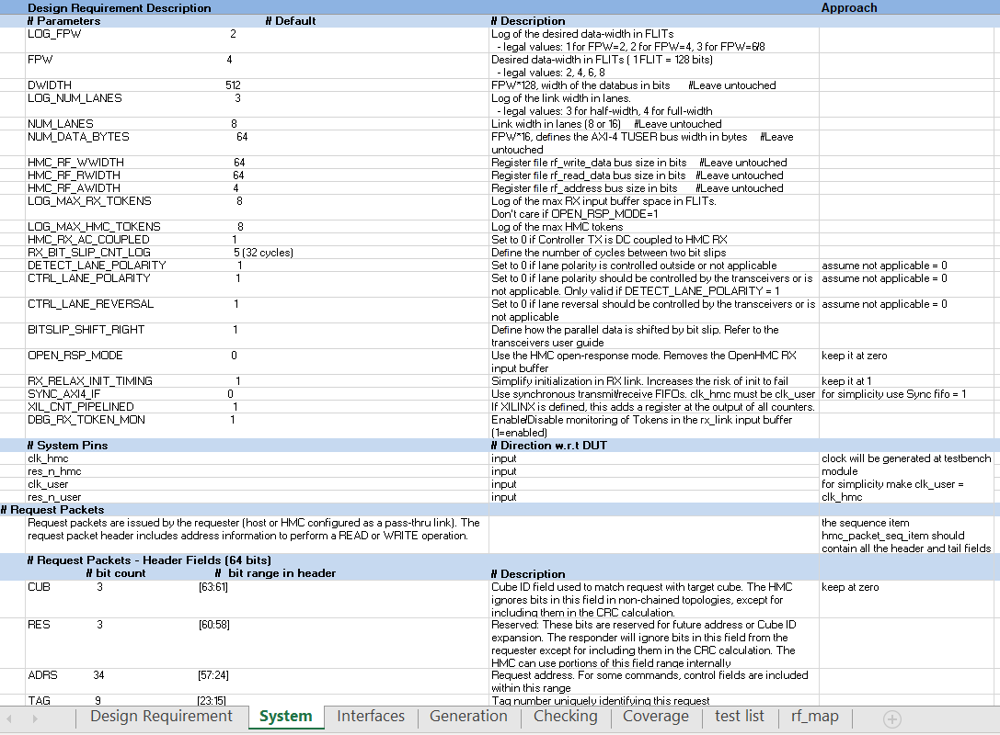 Design Requirement Description Approach
# Parameters # Default # Description
LOG_FPW 2 Log of the desired data-width in FLITs
- legal values: 1 for FPW=2, 2 for FPW=4, 3 for FPW=6/8
FPW 4 Desired data-width in FLITs ( 1 FLIT = 128 bits)
- legal values: 2, 4, 6, 8
DWIDTH 512 FPW*128, width of the databus in bits #Leave untouched
LOG_NUM_LANES 3 Log of the link width in lanes.
- legal values: 3 for half-width, 4 for full-width
NUM_LANES 8 Link width in lanes (8 or 16) #Leave untouched
NUM_DATA_BYTES 64 FPW*16, defines the AXI-4 TUSER bus width in bytes #Leave
untouched
HMC_RF_WWIDTH 64 Register file rf_write_data bus size in bits #Leave untouched
HMC_RF_RWIDTH 64 Register file rf_read_data bus size in bits #Leave untouched
HMC_RF_AWIDTH 4 Register file rf_address bus size in bits #Leave untouched
LOG_MAX_RX_TOKENS 8 Log of the max RX input buffer space in FLITs.
Don't care if OPEN_RSP_MODE=1
LOG_MAX_HMC_TOKENS 8 Log of the max HMC tokens
HMC_RX_AC_COUPLED 1 Set to 0 if Controller TX is DC coupled to HMC RX
RX_BIT_SLIP_CNT_LOG 5 (32 cycles) Define the number of cycles between two bit slips
DETECT_LANE_POLARITY 1 Set to 0 if lane polarity is controlled outside or not applicable assume not applicable = 0
CTRL_LANE_POLARITY 1 Set to 0 if lane polarity should be controlled by the transceivers or is assume not applicable = 0
not applicable. Only valid if DETECT_LANE_POLARITY = 1
CTRL_LANE_REVERSAL 1 Set to 0 if lane reversal should be controlled by the transceivers or is assume not applicable = 0
not applicable
BITSLIP_SHIFT_RIGHT 1 Define how the parallel data is shifted by bit slip. Refer to the
transceivers user guide
OPEN_RSP_MODE 0 Use the HMC open-response mode. Removes the OpenHMC RX keep it at zero
input buffer
RX_RELAX_INIT_TIMING 1 Simplify initialization in RX link. Increases the risk of init to fail keep it at 1
SYNC_AXI4_IF 0 Use synchronous transmit/receive FIFOs. clk_hmc must be clk_user for simplicity use Sync fifo = 1
XIL_CNT_PIPELINED 1 If XILINX is defined, this adds a register at the output of all counters.
DBG_RX_TOKEN_MON 1 Enable/Disable monitoring of Tokens in the rx_link input buffer
(1=enabled)
# System Pins # Direction w.r.t DUT
clk_hmc input clock will be generated at testbench
res_n_hmc input module
clk_user input for simplicity make clk_user =
res_n_user input clk_hmc
# Request Packets
Request packets are issued by the requester (host or HMC configured as a pass-thru link). The the sequence item
request packet header includes address information to perform a READ or WRITE operation. hmc_packet_seq_item should
contain all the header and tail fields
# Request Packets - Header Fields (64 bits)
# bit count # bit range in header # Description
CUB 3 [63:61] Cube ID field used to match request with target cube. The HMC keep at zero
ignores bits in this field in non-chained topologies, except for
including them in the CRC calculation.
RES 3 [60:58] Reserved: These bits are reserved for future address or Cube ID
expansion. The responder will ignore bits in this field from the
requester except for including them in the CRC calculation. The
HMC can use portions of this field range internally
ADRS 34 [57:24] Request address. For some commands, control fields are included
within this range
TAG 9 [23:15] Tag number uniquely identifying this request
Design Requirement System Interfaces Generation Checking Coverage test list rf_map